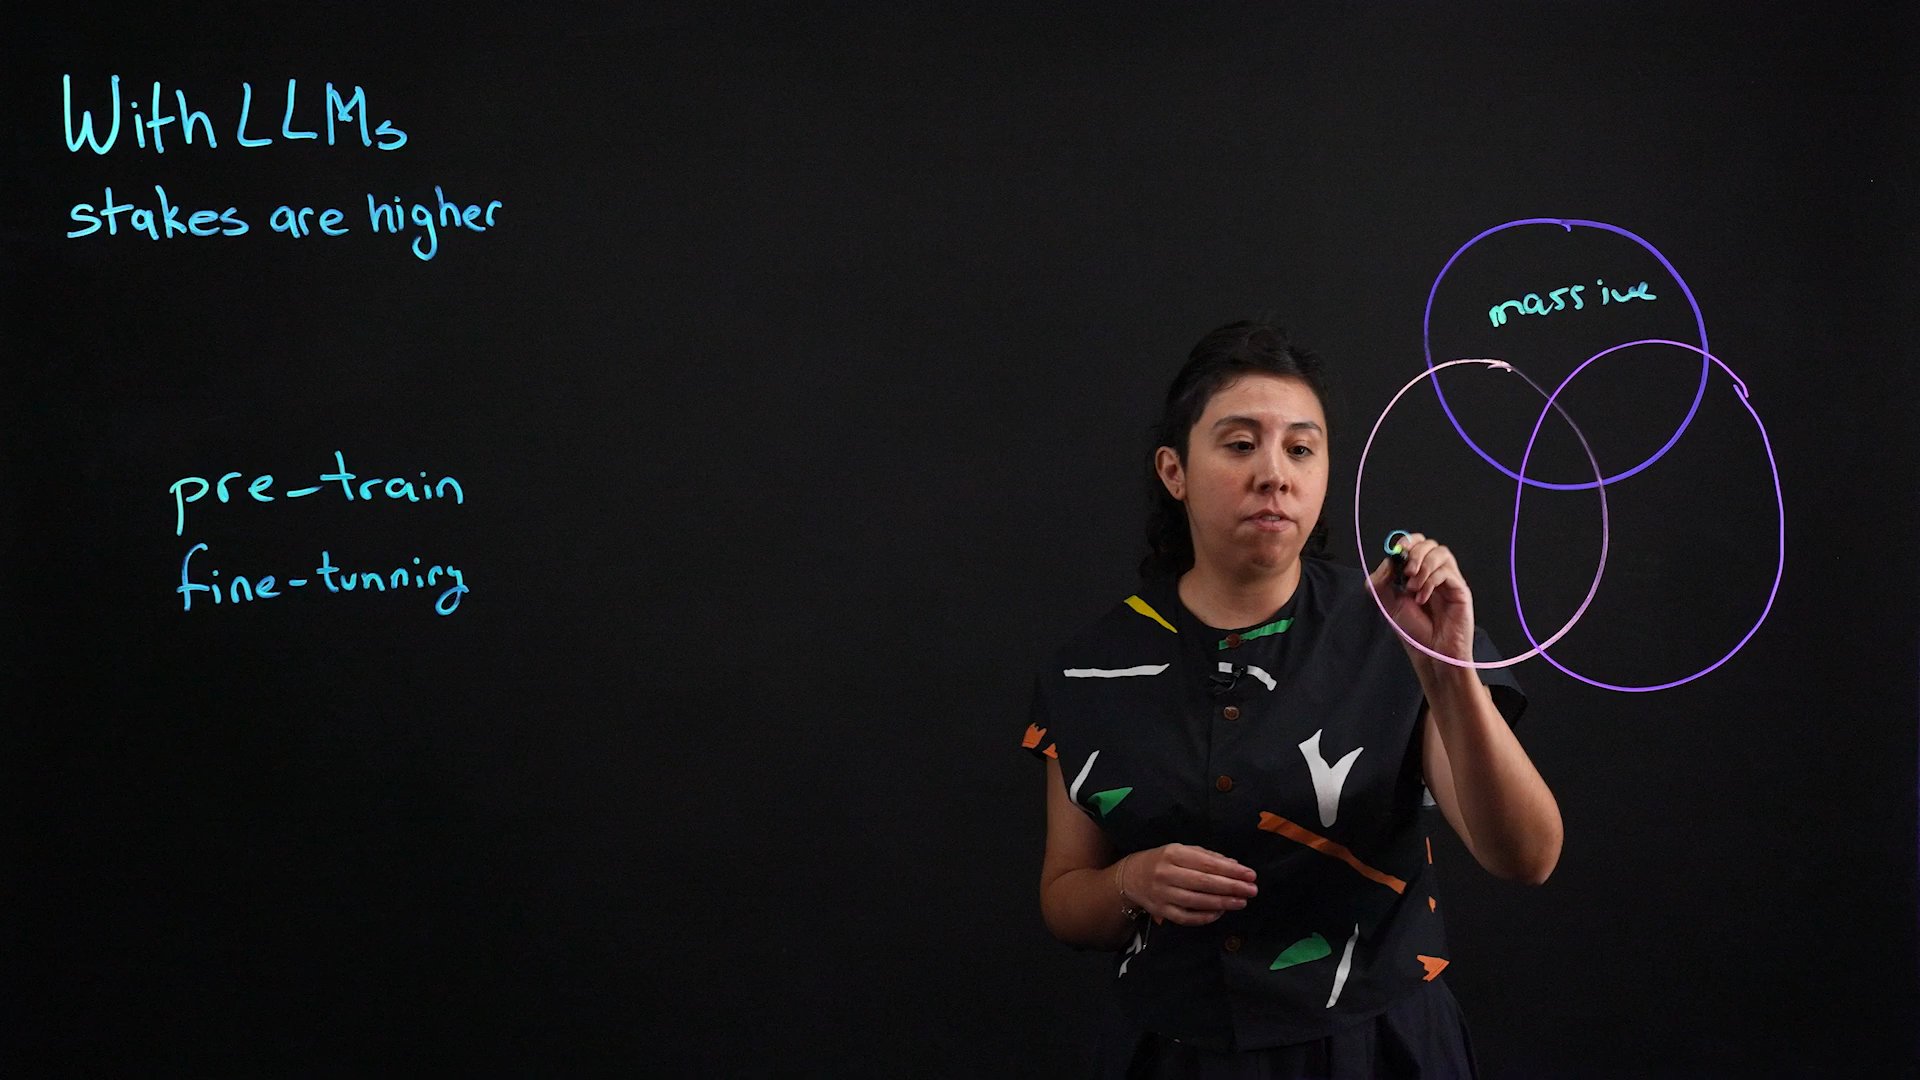 With LLMs
stakes are higher
massive
pre-train
fine-tunning